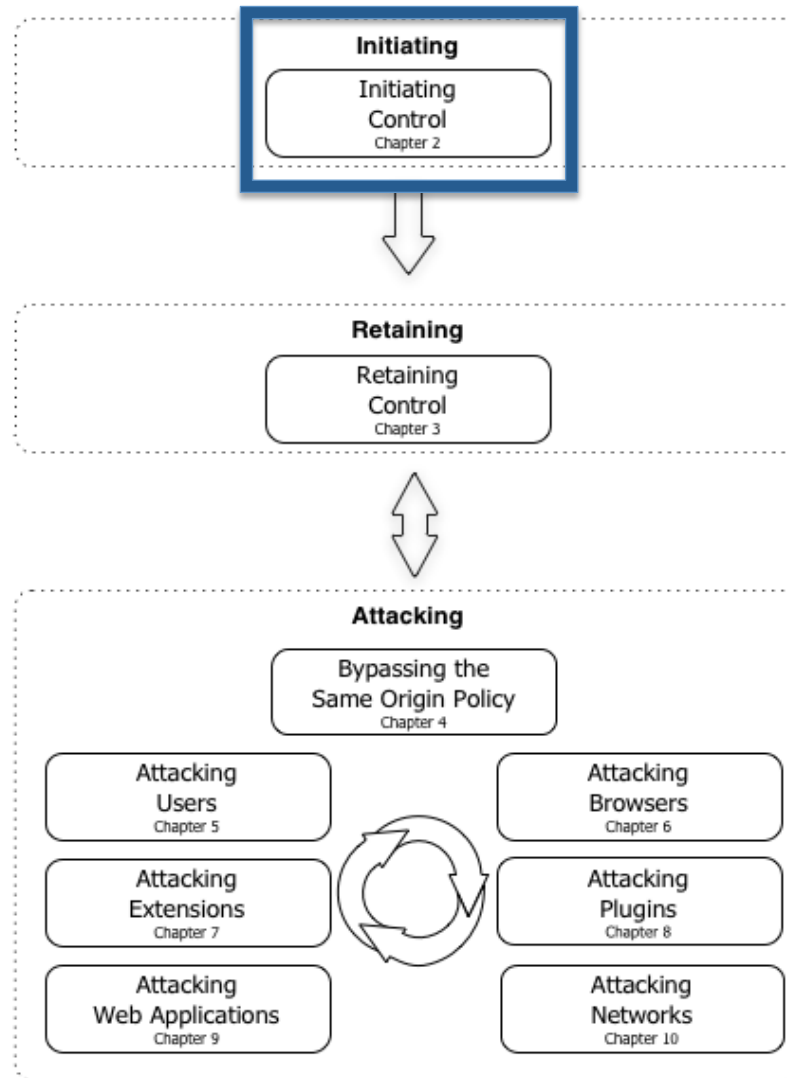 Initiating
Initiating
Control
Chapter 2
Retaining
Retaining
Control
Chapter 3
Attacking
Bypassing the
Same Origin Policy
Chapter 4
Attacking
Users
Chapter 5
Attacking
Browsers
Chapter 6
Attacking
Extensions
Chapter 7
Attacking
Plugins
Chapter 8
Attacking
Web Applications
Chapter 9
Attacking
Networks
Chapter 10